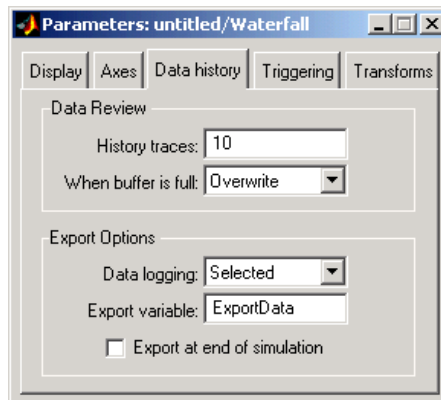 Parameters: untitled/Waterfall
Display Axes Data history Triggering Transforms
Data Review
History traces: 10
When buffer is full: Overwrite
Export Options
Data logging: Selected
Export variable: ExportData
Export at end of simulation